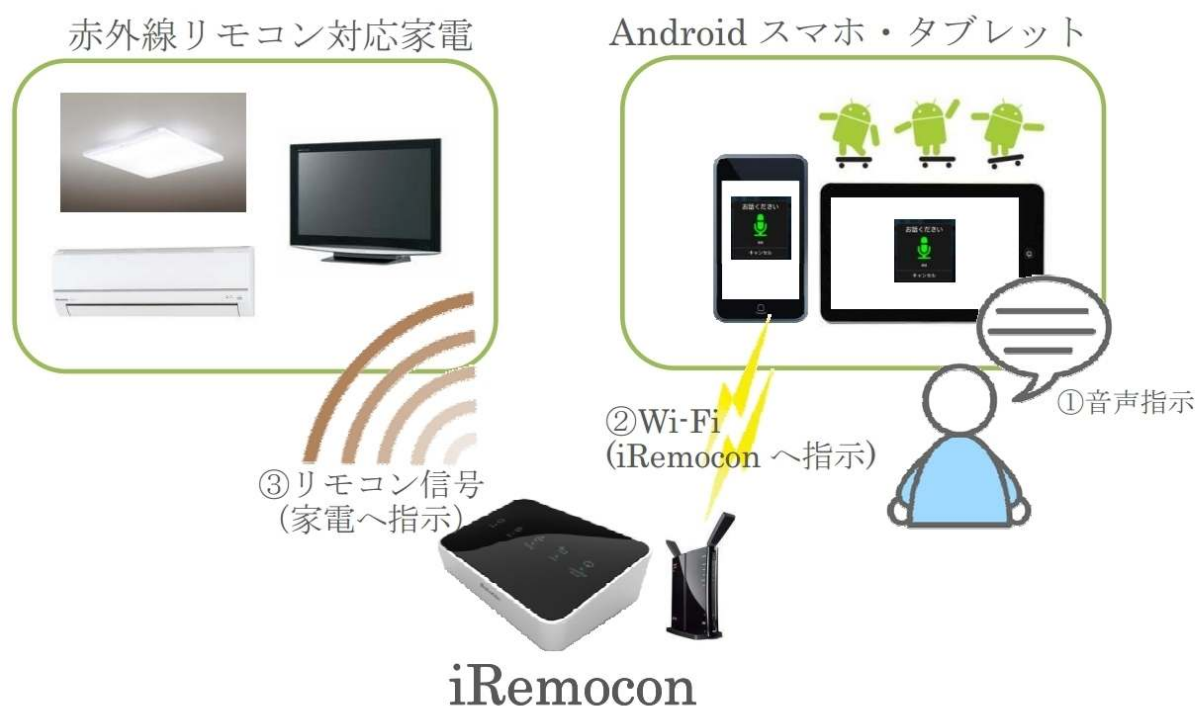 赤外線リモコン対応家電
Android スマホ・タブレット
お話ください
キャンセル
お話ください
キャンセル
①音声指示
②Wi-Fi
(iRemocon へ指示)
③リモコン信号
(家電へ指示)
iRemocon